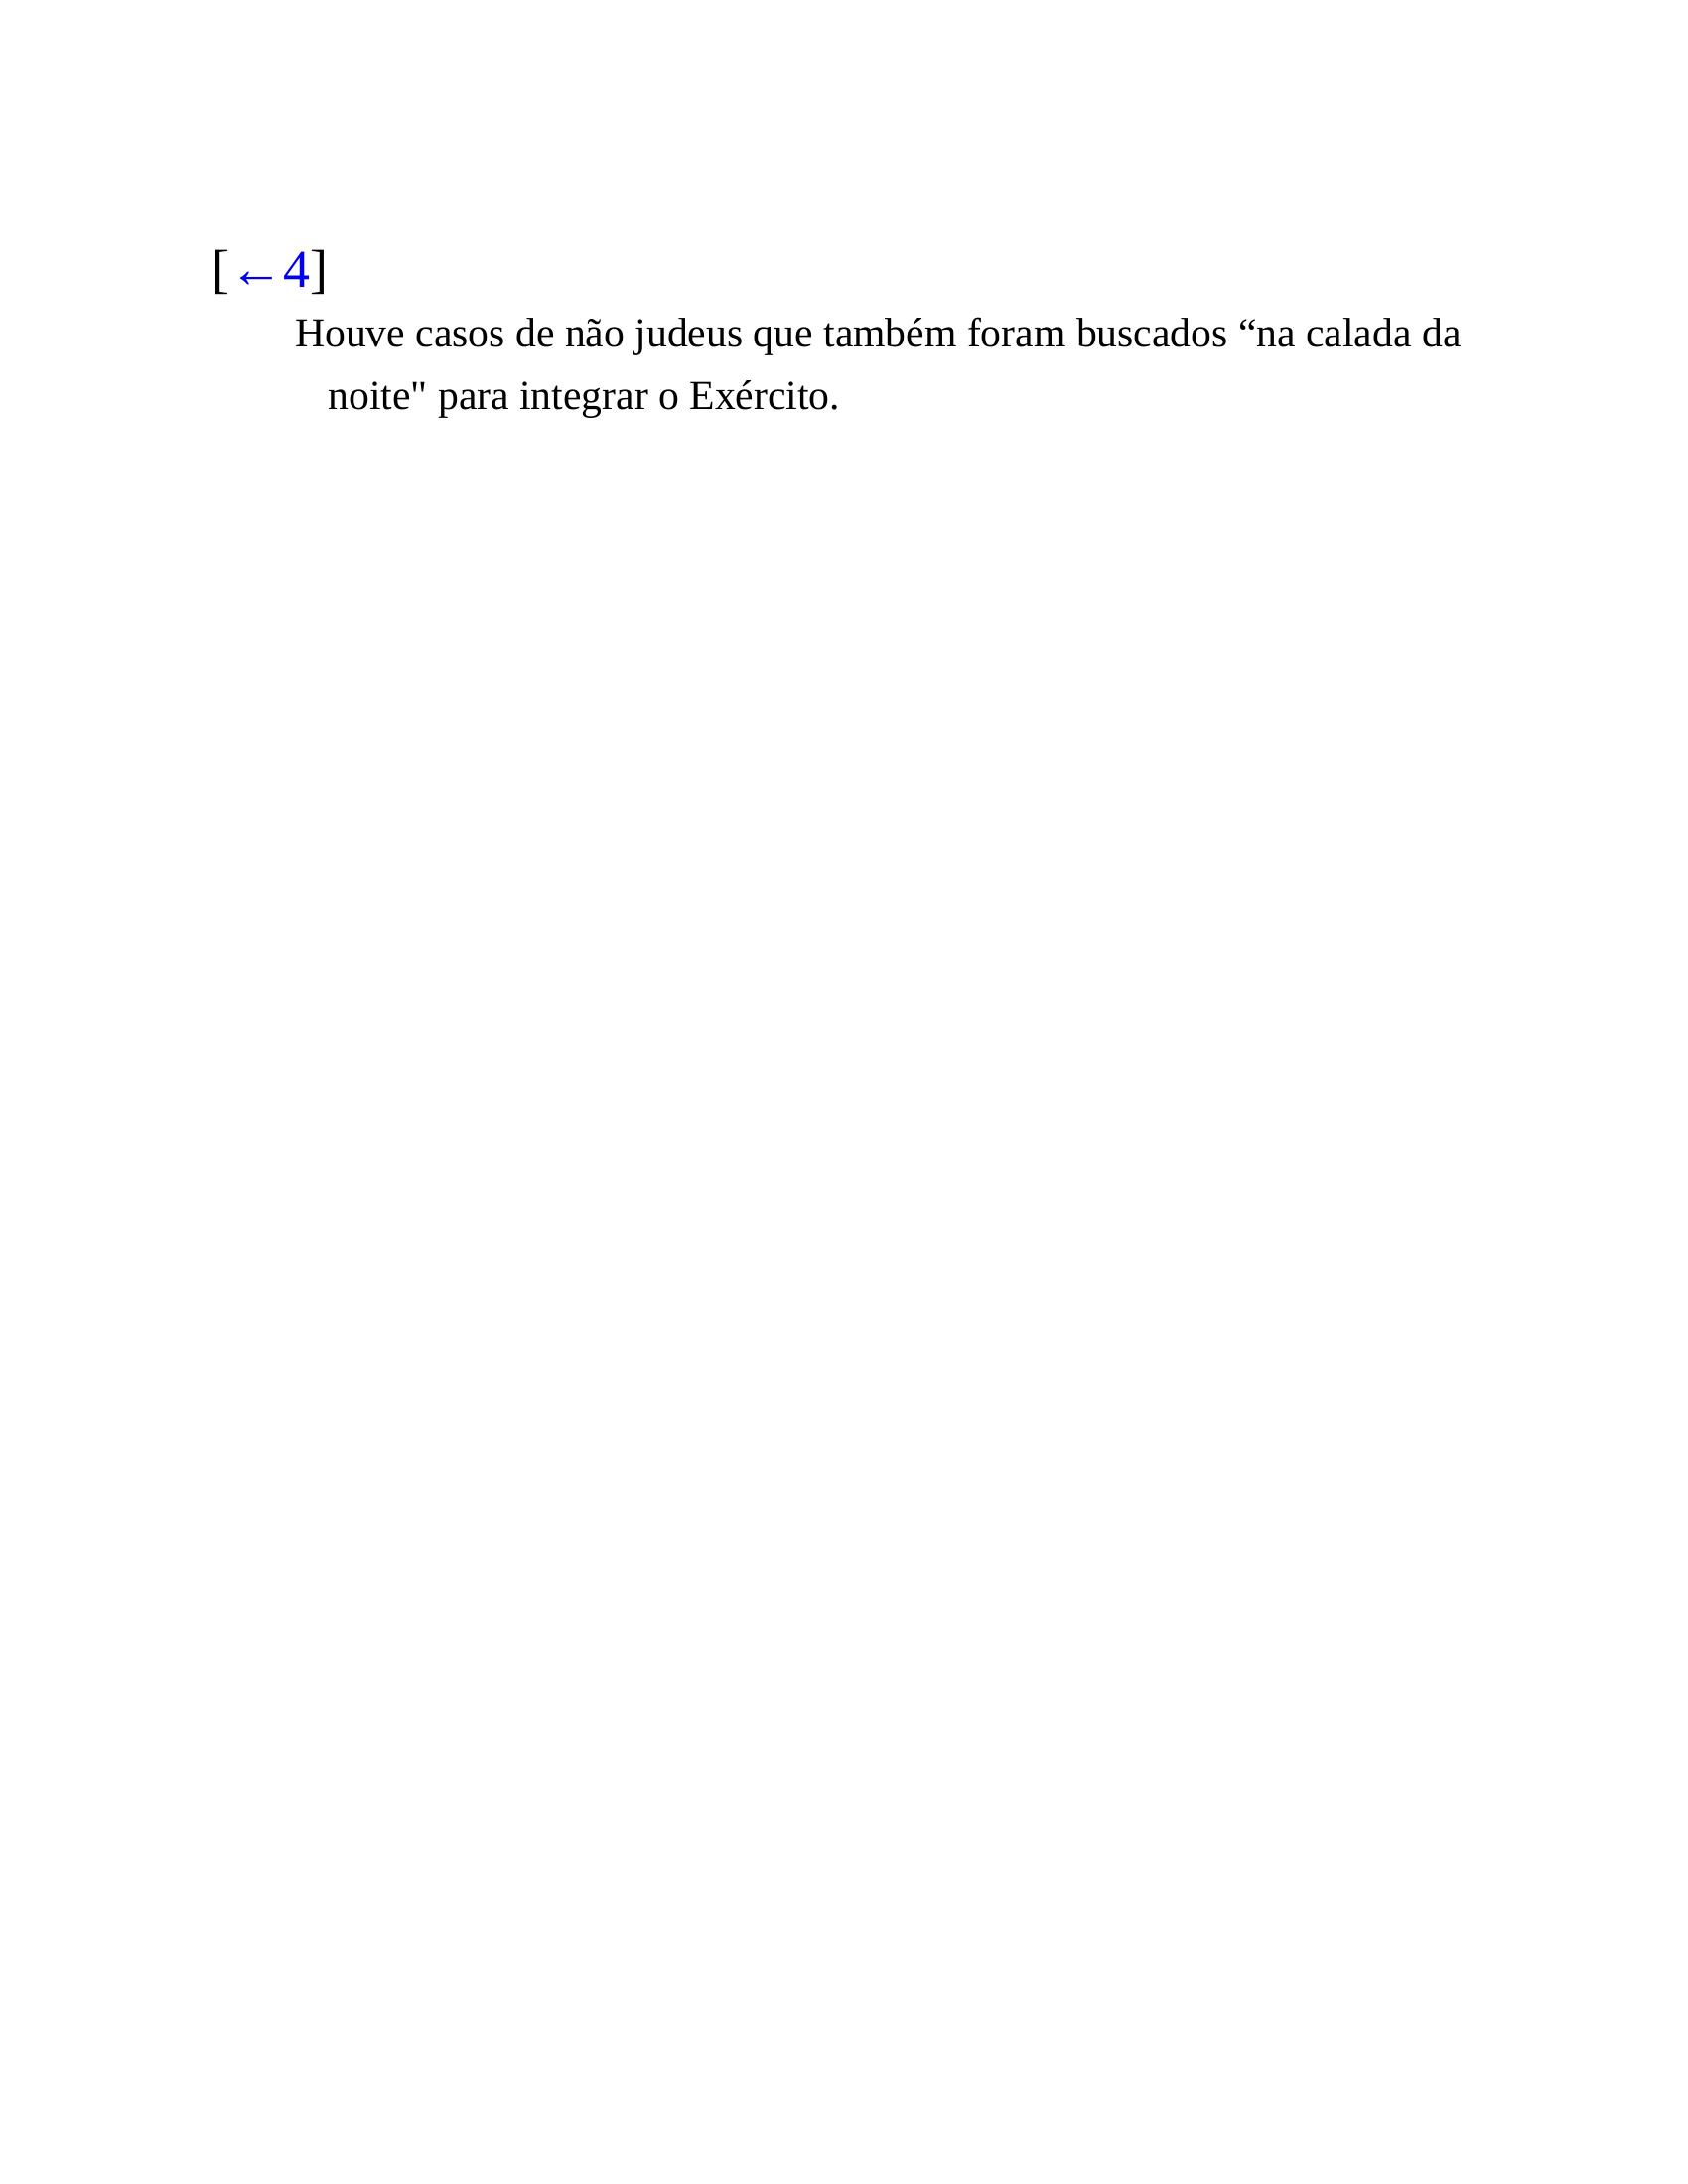 [←4]
Houve casos de não judeus que também foram buscados “na calada da
noite" para integrar o Exército.